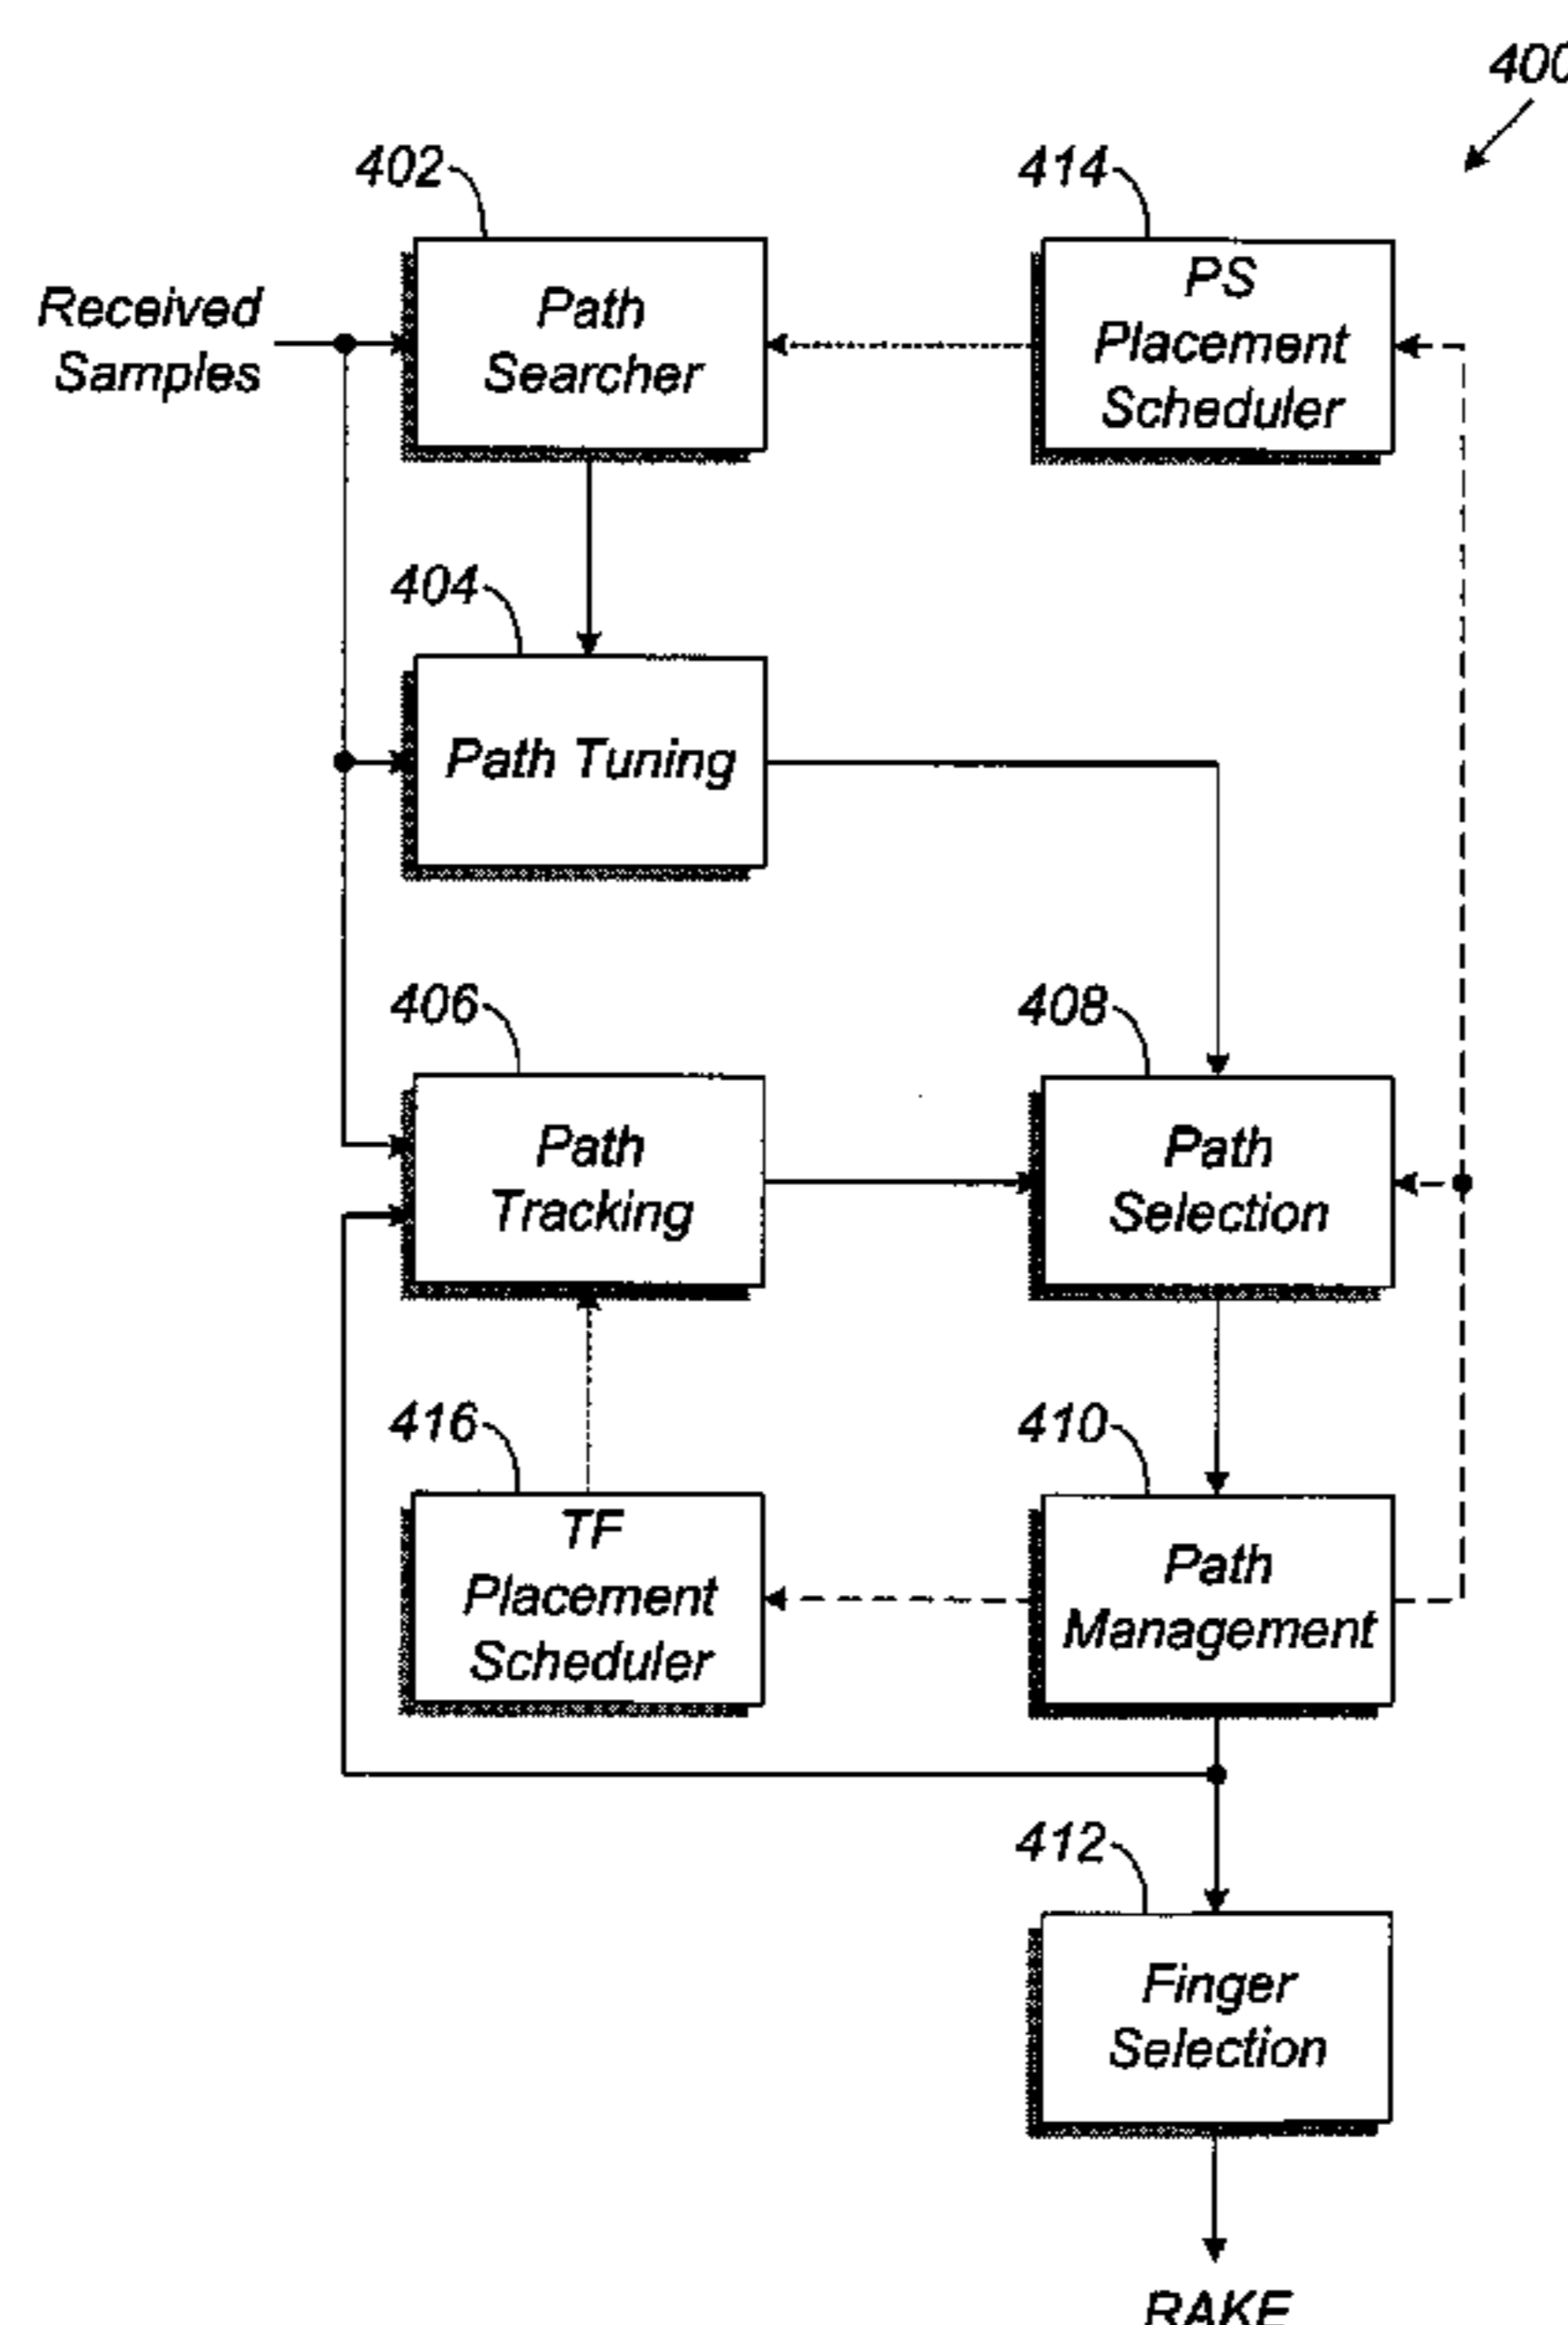 400
402
414
Received
Samples
Path
Searcher
PS
Placement
Scheduler
404
Path Tuning
406
408
Path
Tracking
Path
Selection
416
410
TF
Placement
Scheduler
Path
Management
412
Finger
Selection
RAKE